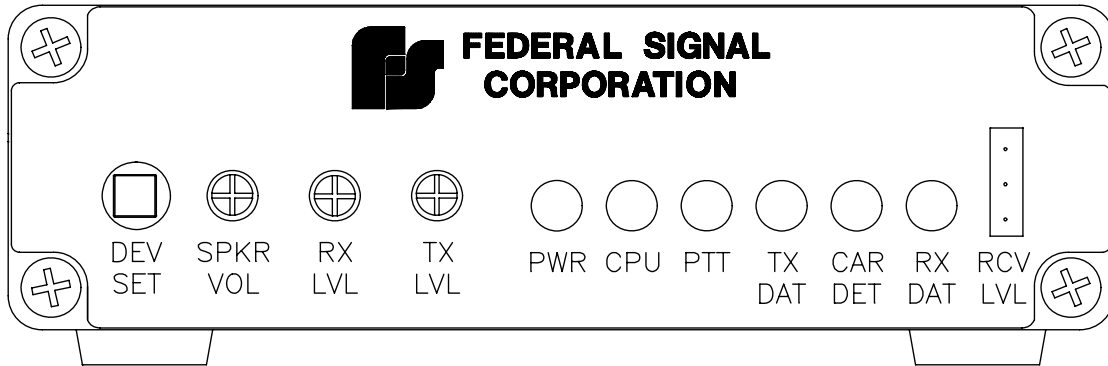 FEDERAL SIGNAL
CORPORATION
DEV
SET
SPKR
VOL
RX
LVL
TX
LVL
PWR
CPU
PTT
TX
DAT
CAR
DET
RX
DAT
RCV
LVL